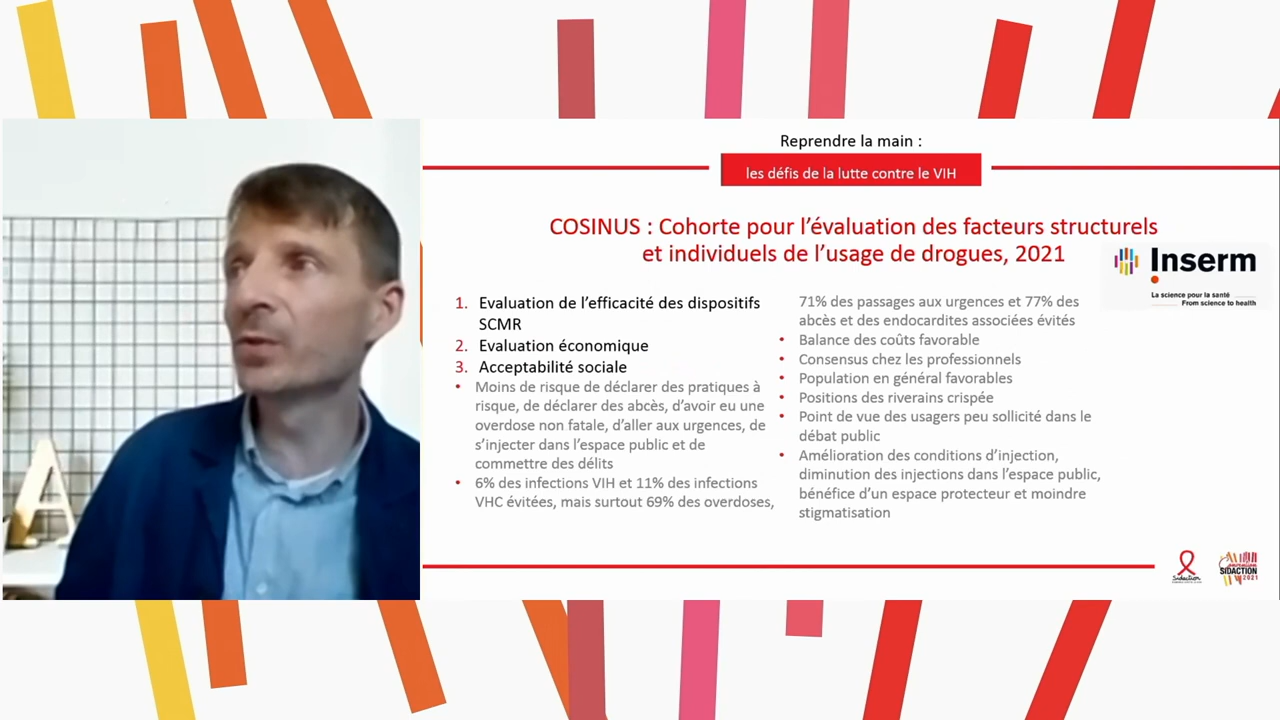 Reprendre la main :
les défis de la lutte contre le VIH
COSINUS : Cohorte pour l'évaluation des facteurs structurels
et individuels de l'usage de drogues, 2021
Inserm
La science pour la santé
From science to health
1. Evaluation de l'efficacité des dispositifs
SCMR
2. Evaluation économique
3. Acceptabilité sociale
• Moins de risque de déclarer des pratiques à
risque, de déclarer des abcès, d'avoir eu une
overdose non fatale, d'aller aux urgences, de
s'injecter dans l'espace public et de
commettre des délits
• 6% des infections VIH et 11% des infections
VHC évitées, mais surtout 69% des overdoses,
71% des passages aux urgences et 77% des
abcès et des endocardites associées évités
• Balance des coûts favorable
• Consensus chez les professionnels
• Population en général favorables
• Positions des riverains crispée
• Point de vue des usagers peu sollicité dans le
débat public
• Amélioration des conditions d'injection,
diminution des injections dans l'espace public,
bénéfice d'un espace protecteur et moindre
stigmatisation
Sidaction
SIDACTION
2021
A